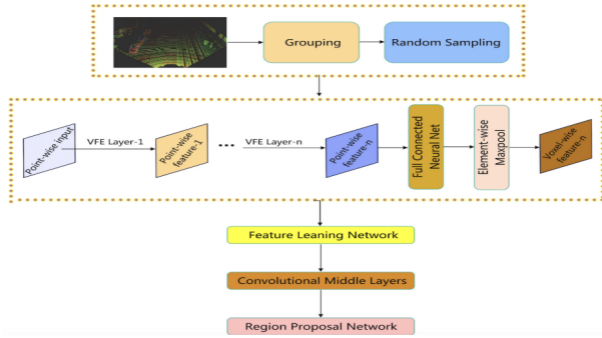 Grouping
Random Sampling
Point-wise input
VFE Layer-1
Point-wise
feature-1
...
VFE Layer-n
Point-wise
feature-n
Full Connected
Neural Net
Element-wise
Maxpool
Voxel-wise
feature-n
Feature Leaning Network
Convolutional Middle Layers
Region Proposal Network